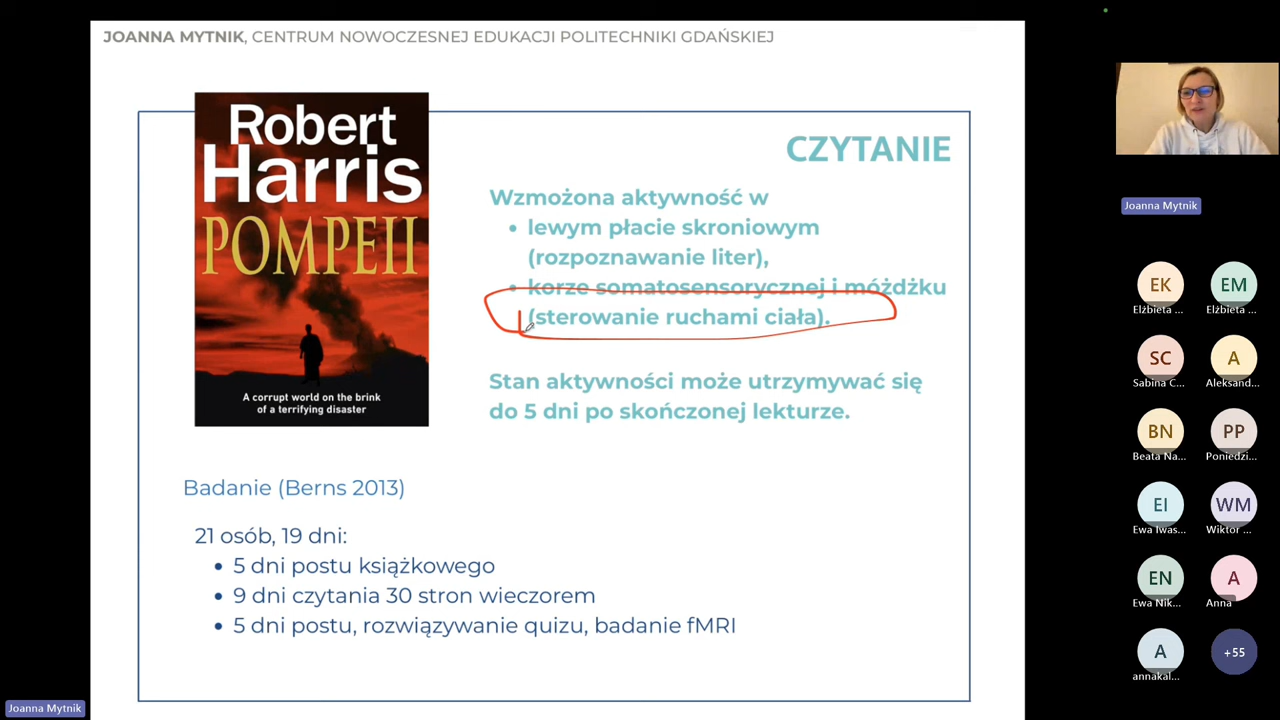 JOANNA MYTNIK, CENTRUM NOWOCZESNEJ EDUKACJI POLITECHNIKI GDAŃSKIEJ
Robert
Harris
POMPEII
A corrupt world on the brink
of a terrifying disaster
CZYTANIE
Wzmożona aktywność w
• lewym płacie skroniowym
(rozpoznawanie liter),
• korze somatosensorycznej i móżdżku
(sterowanie ruchami ciała).
Stan aktywności może utrzymywać się
do 5 dni po skończonej lekturze.
Badanie (Berns 2013)
21 osób, 19 dni:
• 5 dni postu książkowego
• 9 dni czytania 30 stron wieczorem
• 5 dni postu, rozwiązywanie quizu, badanie fMRI
Joanna Mytnik
Joanna Mytnik
EK
EM
Elżbieta ...
Elżbieta ...
SC
A
Sabina C...
Aleksand...
BN
PP
Beata Na...
Poniedzi...
EI
WM
Ewa Iwas...
Wiktor ...
EN
A
Ewa Nik...
Anna
A
+55
annakal...